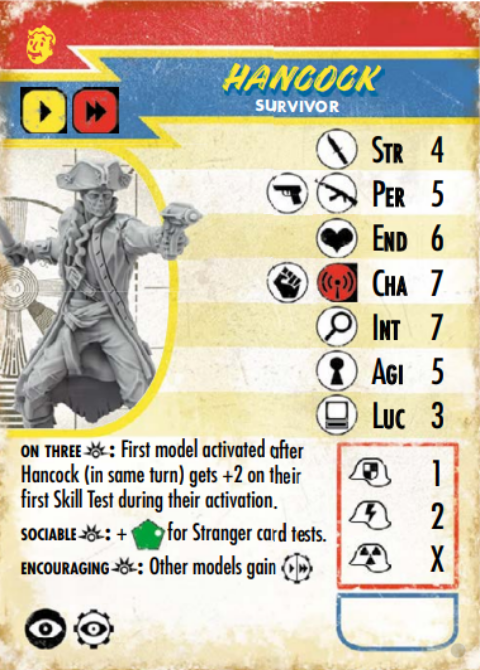 HANCOCK
SURVIVOR
STR 4
PER 5
END 6
CHA 7
INT 7
AGI 5
LUC 3
ON THREE: First model activated after
Hancock (in same turn) gets +2 on their
first Skill Test during their activation.
SOCIABLE: + for Stranger card tests.
ENCOURAGING: Other models gain
1
2
X